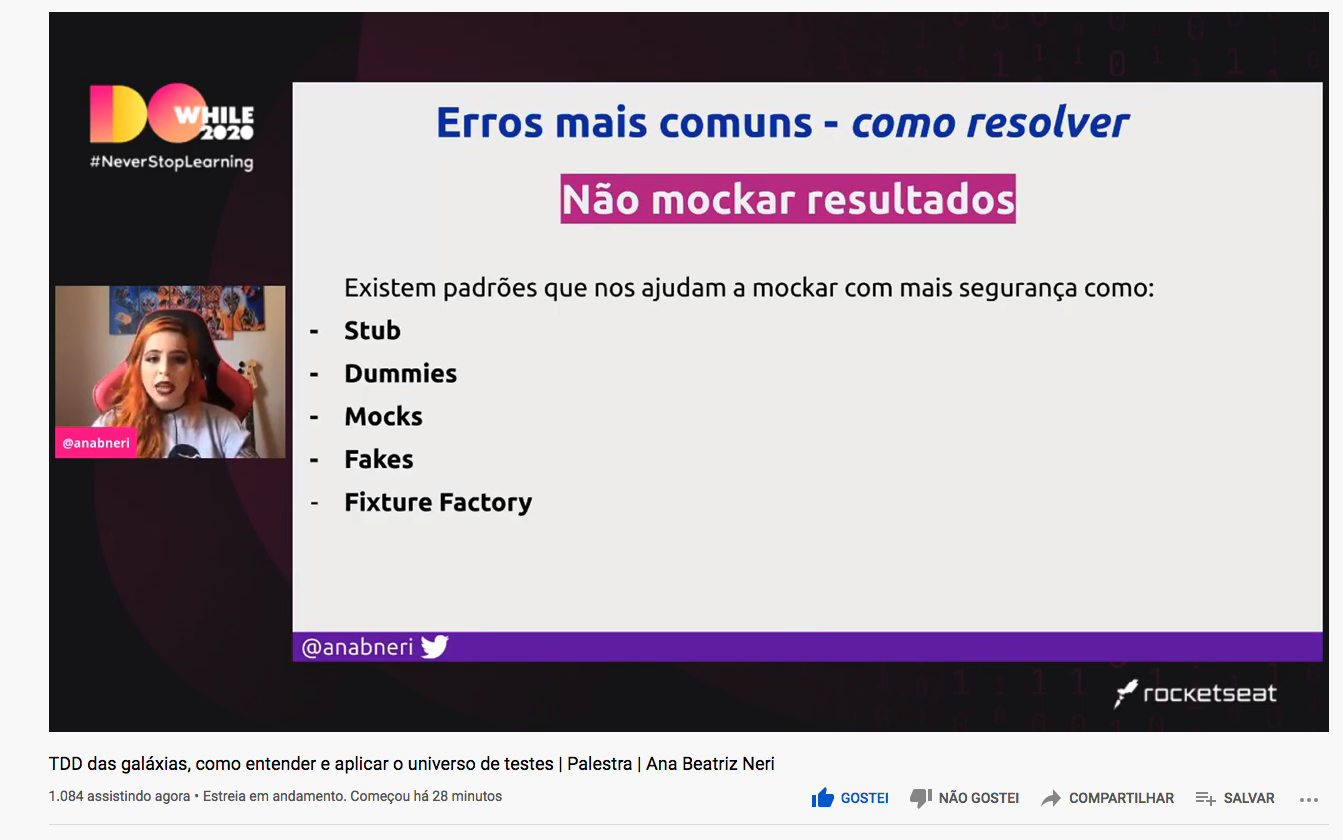 DO WHILE 2020
#NeverStopLearning
Erros mais comuns - como resolver
Não mockar resultados
Existem padrões que nos ajudam a mockar com mais segurança como:
- Stub
- Dummies
- Mocks
- Fakes
- Fixture Factory
@anabneri
@anabneri
rocketseat
TDD das galáxias, como entender e aplicar o universo de testes | Palestra | Ana Beatriz Neri
1.084 assistindo agora • Estreia em andamento. Começou há 28 minutos
GOSTEI NÃO GOSTEI COMPARTILHAR SALVAR ...